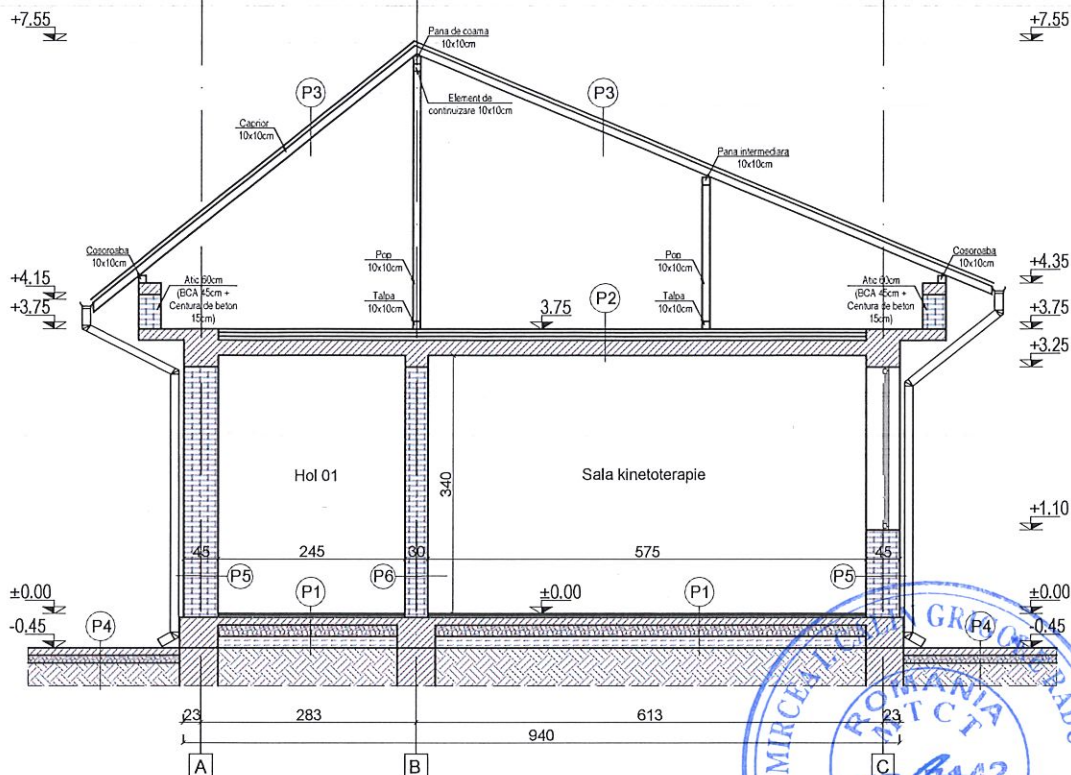 +7.55
+7.55
Pana de coama
10x10cm
P3
P3
Element de
continuizare 10x10cm
Caprior
10x10cm
Pana intermediara
10x10cm
Cosoroaba
10x10cm
Pop
10x10cm
Pop
10x10cm
Cosoroaba
10x10cm
+4.15
+4.35
Atic 60cm
(BCA 45cm +
Centura de beton
15cm)
Atic 60cm
(BCA 45cm +
Centura de beton
15cm)
+3.75
Talpa
10x10cm
3.75
P2
Talpa
10x10cm
+3.75
+3.25
Hol 01
340
Sala kinetoterapie
+1.10
45
245
30
575
45
P5
P6
P5
±0.00
P1
±0.00
P1
±0.00
-0.45
P4
P4
-0.45
23
283
613
23
940
A
B
C
ROMANIA
MTCT